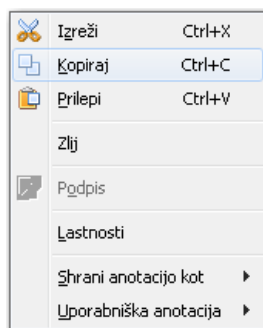 Izreži Ctrl+X
Kopiraj Ctrl+C
Prilepi Ctrl+V
Zlij
Podpis
Lastnosti
Shrani anotacijo kot
Uporabniška anotacija